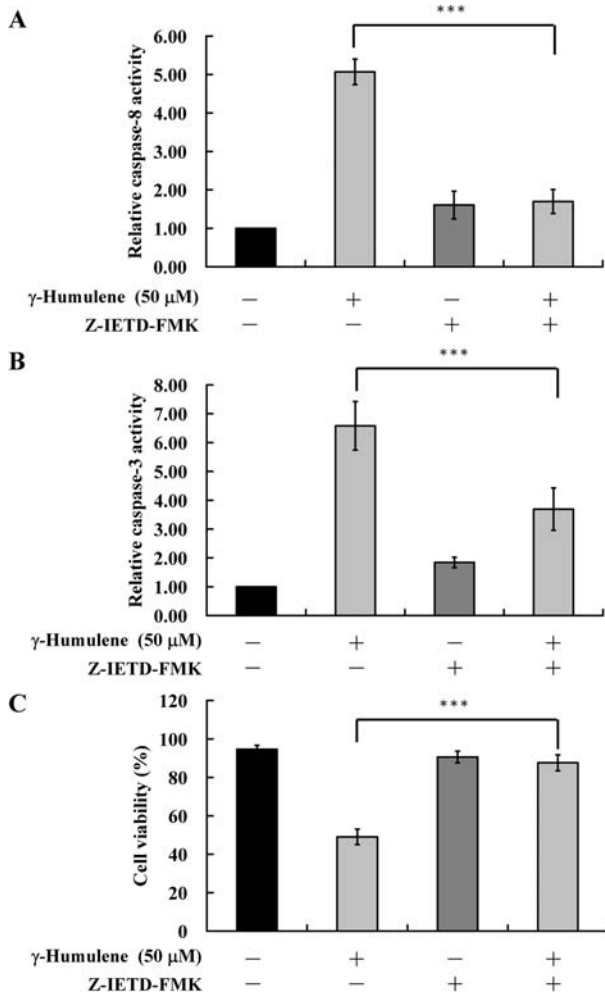 A
***
Relative caspase-8 activity
6.00
5.00
4.00
3.00
2.00
1.00
0.00
γ-Humulene (50 μM) − + − +
Z-IETD-FMK − − + +
B
***
Relative caspase-3 activity
8.00
7.00
6.00
5.00
4.00
3.00
2.00
1.00
0.00
γ-Humulene (50 μM) − + − +
Z-IETD-FMK − − + +
C
***
Cell viability (%)
120
100
80
60
40
20
0
γ-Humulene (50 μM) − + − +
Z-IETD-FMK − − + +